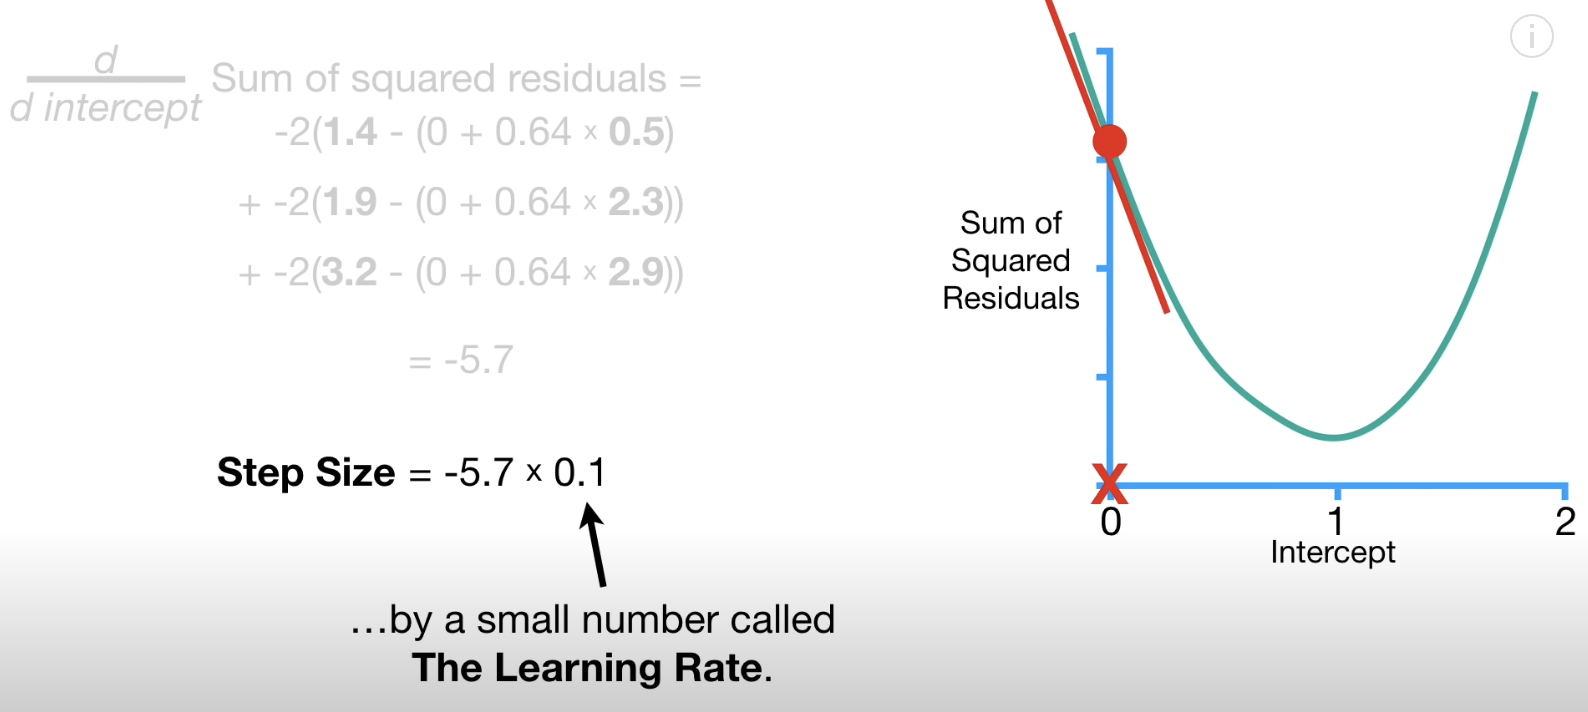 d
d intercept
Sum of squared residuals =
-2(1.4 - (0 + 0.64 × 0.5)
+ -2(1.9 - (0 + 0.64 × 2.3))
+ -2(3.2 - (0 + 0.64 × 2.9))
= -5.7
Step Size = -5.7 × 0.1
…by a small number called
The Learning Rate.
i
Sum of
Squared
Residuals
X
0 1 2
Intercept